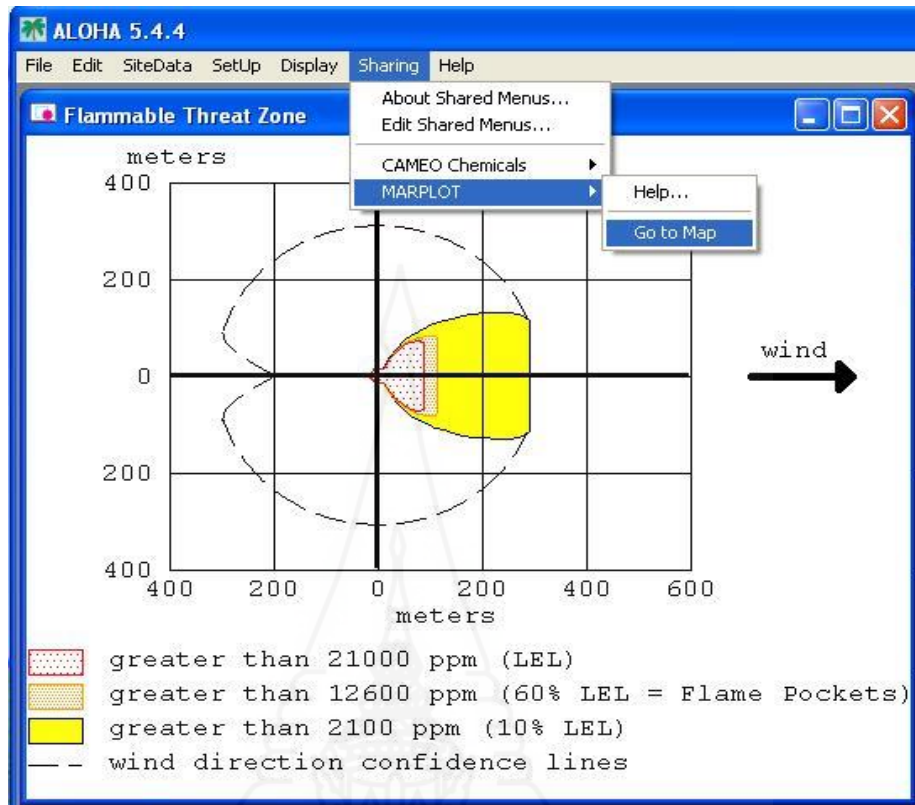 ALOHA 5.4.4
File Edit SiteData SetUp Display Sharing Help
About Shared Menus...
Edit Shared Menus...
CAMEO Chemicals
MARPLOT
Help...
Go to Map
Flammable Threat Zone
meters
400
200
0
200
400
400 200 0 200 400 600
meters
wind
greater than 21000 ppm (LEL)
greater than 12600 ppm (60% LEL = Flame Pockets)
greater than 2100 ppm (10% LEL)
wind direction confidence lines